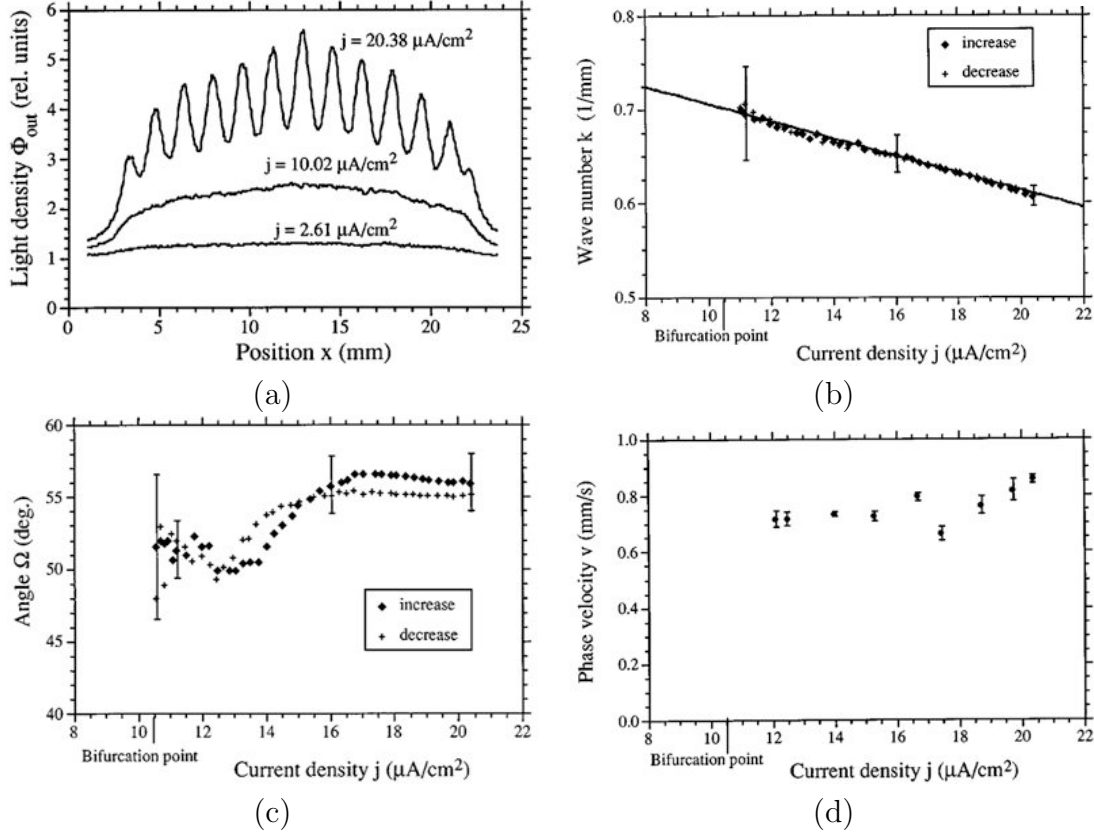 Light density Φout (rel. units)
6
5
4
3
2
1
0
j = 20.38 μA/cm2
j = 10.02 μA/cm2
j = 2.61 μA/cm2
0 5 10 15 20 25
Position x (mm)
(a)
Wave number k (1/mm)
0.8
0.7
0.6
0.5
increase
decrease
8 10 12 14 16 18 20 22
Bifurcation point
Current density j (μA/cm2)
(b)
Angle Ω (deg.)
60
55
50
45
40
increase
decrease
8 10 12 14 16 18 20 22
Bifurcation point
Current density j (μA/cm2)
(c)
Phase velocity v (mm/s)
1.0
0.8
0.6
0.4
0.2
0.0
8 10 12 14 16 18 20 22
Bifurcation point
Current density j (μA/cm2)
(d)